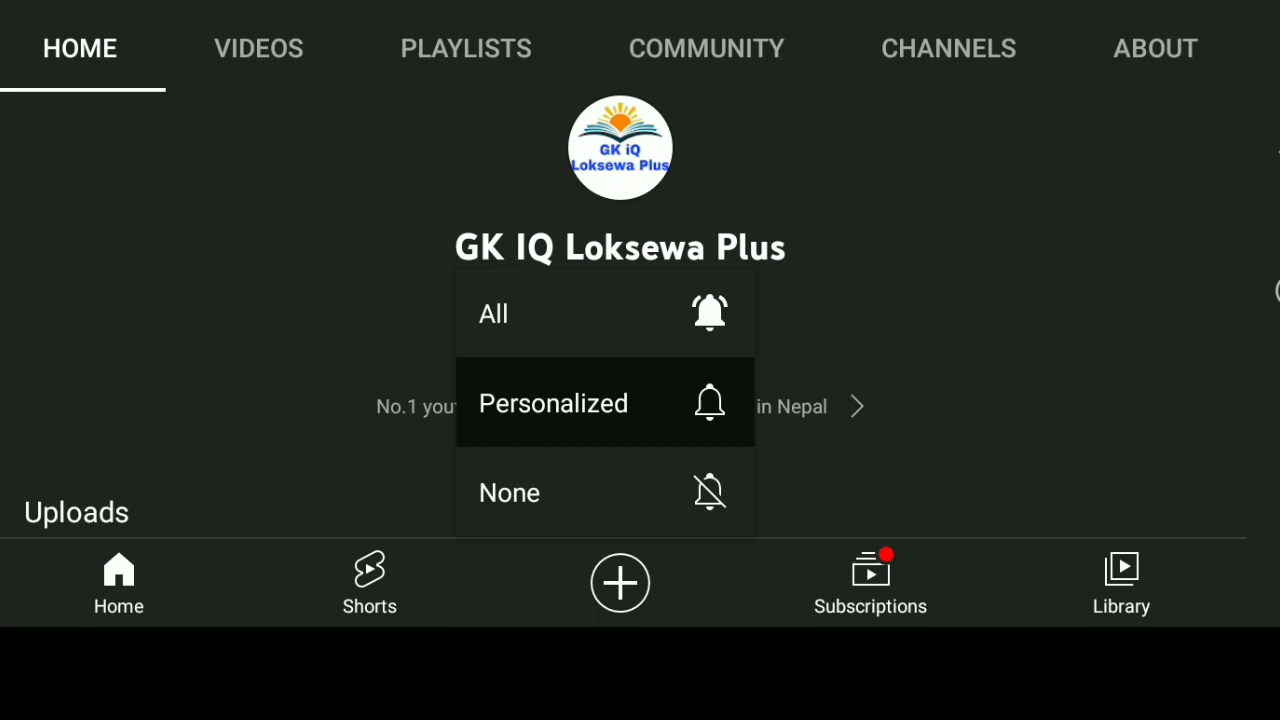 HOME VIDEOS PLAYLISTS COMMUNITY CHANNELS ABOUT
GK iQ
Loksewa Plus
GK IQ Loksewa Plus
All
Personalized
No.1 in Nepal
None
Uploads
Home Shorts Subscriptions Library